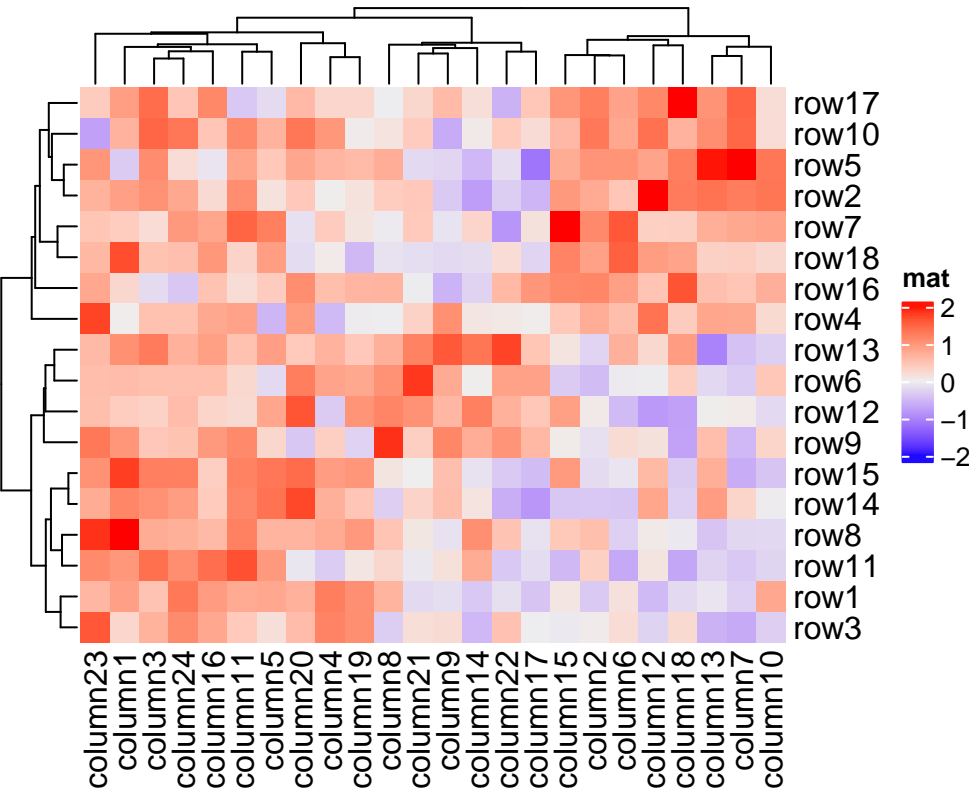 row17
row10
row5
row2
row7
row18
row16
row4
row13
row6
row12
row9
row15
row14
row8
row11
row1
row3
mat
2
1
0
−1
−2
column23
column1
column3
column24
column16
column11
column5
column20
column4
column19
column8
column21
column9
column14
column22
column17
column15
column2
column6
column12
column18
column13
column7
column10